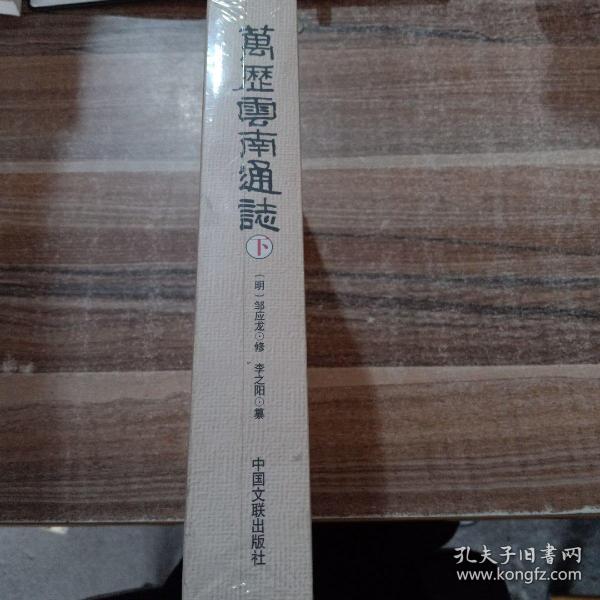 萬歷雲南通誌
下
（明）邹应龙⊙修 李之阳⊙纂
中国文联出版社
孔夫子旧书网
www.kongfz.com